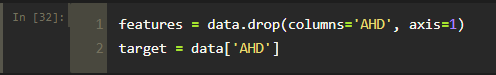 In [32]:
1 features = data.drop(columns='AHD', axis=1)
2 target = data['AHD']